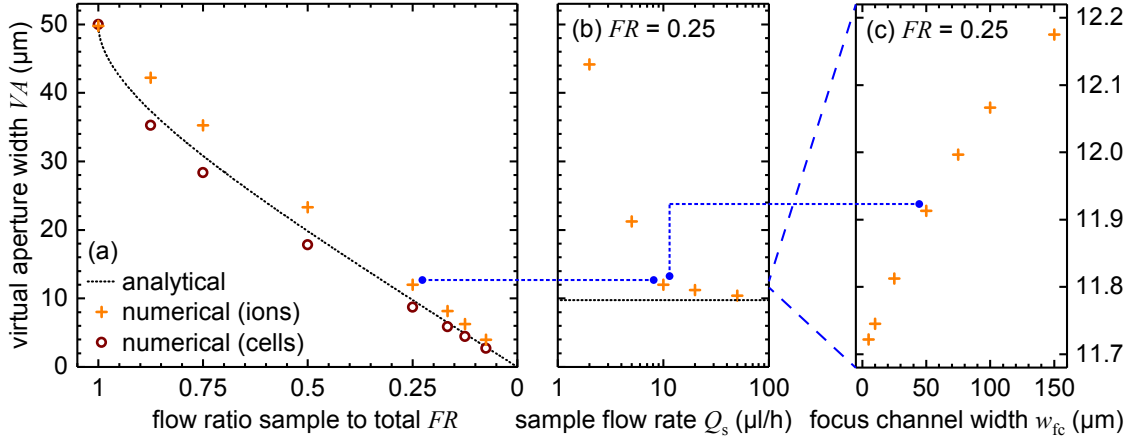 virtual aperture width VA (µm)
50
40
30
20
10
0
(a)
analytical
numerical (ions)
numerical (cells)
1
0.75
0.5
0.25
0
flow ratio sample to total FR
(b) FR = 0.25
1
10
100
sample flow rate Qs (µl/h)
(c) FR = 0.25
12.2
12.1
12.0
11.9
11.8
11.7
0
50
100
150
focus channel width wfc (µm)